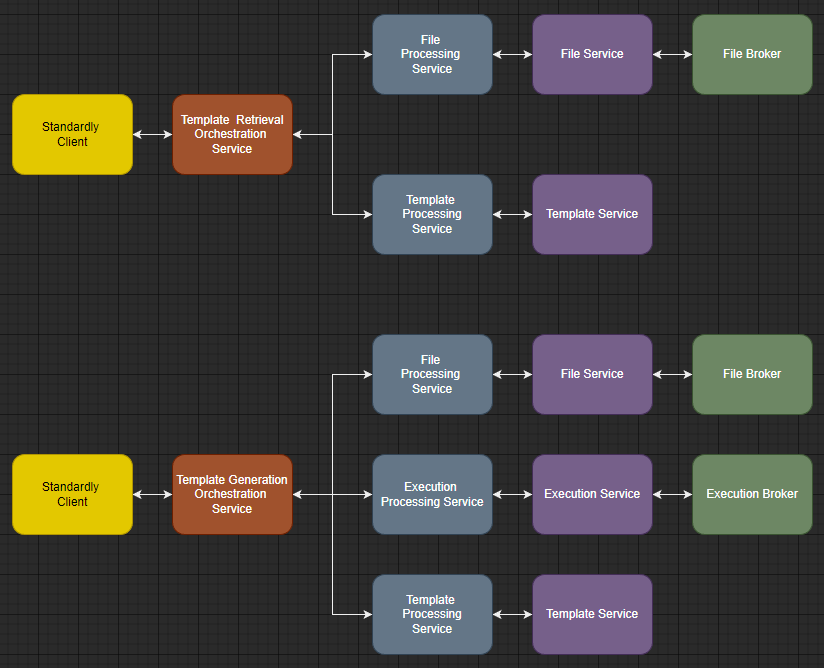 File
Processing
Service
File Service
File Broker
Standardly
Client
Template Retrieval
Orchestration
Service
Template
Processing
Service
Template Service
File
Processing
Service
File Service
File Broker
Standardly
Client
Template Generation
Orchestration
Service
Execution
Processing Service
Execution Service
Execution Broker
Template
Processing
Service
Template Service